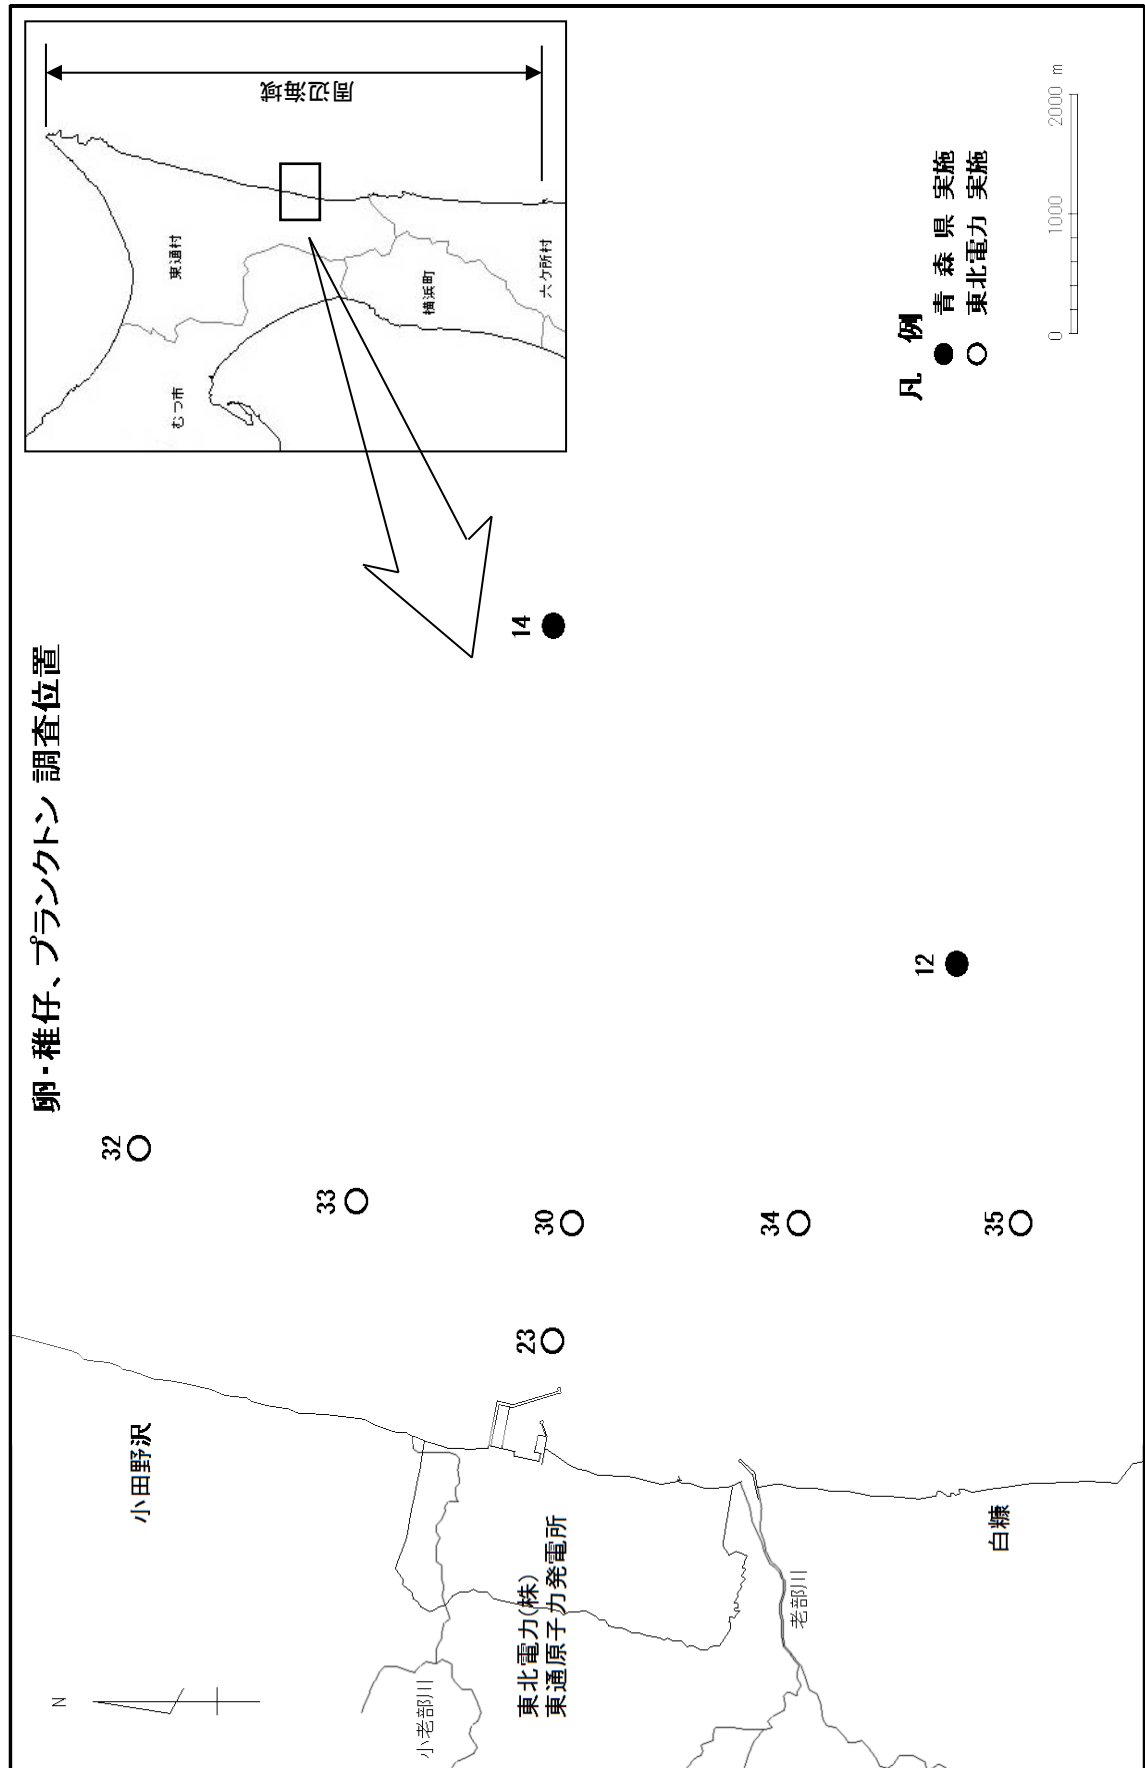 卵・稚仔、プランクトン 調査位置
周辺海域
東通村
むつ市
横浜町
六ケ所村
凡 例
青 森 県 実施
東北電力 実施
0 1000 2000 m
14
12
32
33
30
34
35
23
小田野沢
東北電力(株)
東通原子力発電所
白糠
小老部川
老部川
N